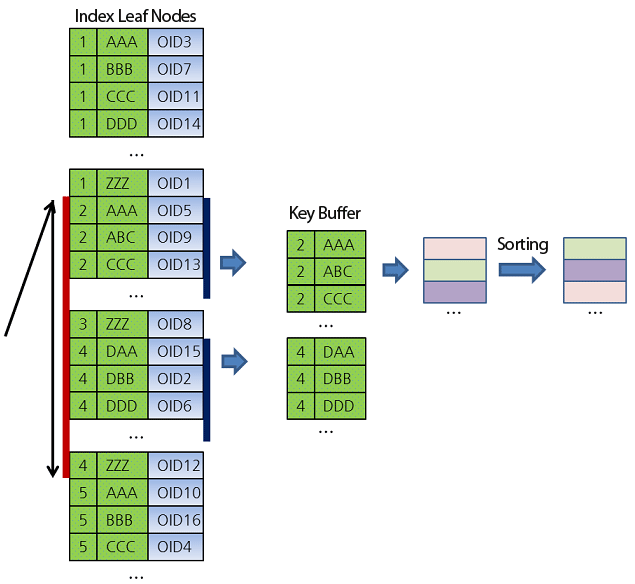 Index Leaf Nodes
1 AAA OID3
1 BBB OID7
1 CCC OID11
1 DDD OID14
...
1 ZZZ OID1
2 AAA OID5
2 ABC OID9
2 CCC OID13
...
3 ZZZ OID8
4 DAA OID15
4 DBB OID2
4 DDD OID6
...
4 ZZZ OID12
5 AAA OID10
5 BBB OID16
5 CCC OID4
...
Key Buffer
2 AAA
2 ABC
2 CCC
...
4 DAA
4 DBB
4 DDD
...
...
Sorting
...